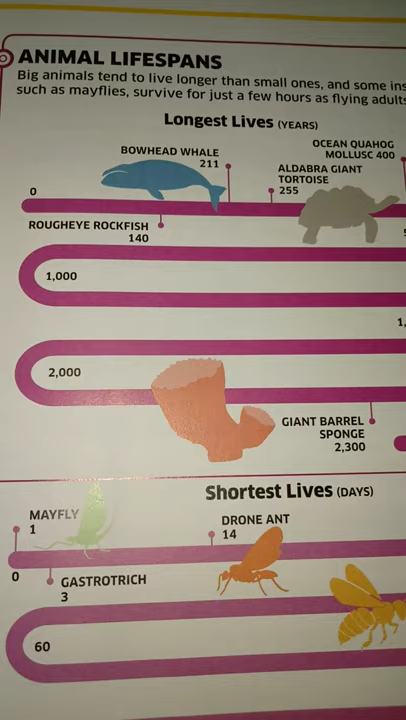 ANIMAL LIFESPANS
Big animals tend to live longer than small ones, and some
such as mayflies, survive for just a few hours as flying adults
Longest Lives (YEARS)
OCEAN QUAHOG
MOLLUSC 400
BOWHEAD WHALE
211
ALDABRA GIANT
TORTOISE
255
0
ROUGHEYE ROCKFISH
140
1,000
2,000
GIANT BARREL
SPONGE
2,300
Shortest Lives (DAYS)
MAYFLY
1
DRONE ANT
14
0
GASTROTRICH
3
60